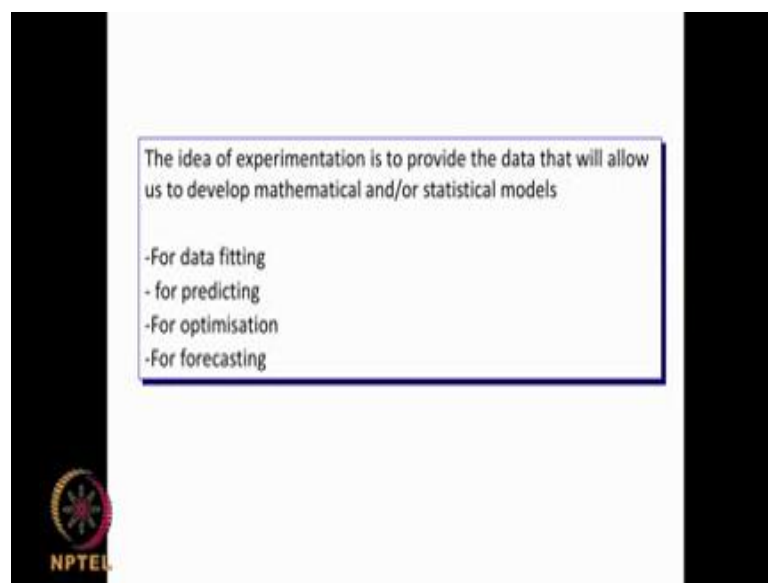 The idea of experimentation is to provide the data that will allow
us to develop mathematical and/or statistical models
-For data fitting
- for predicting
-For optimisation
-For forecasting
NPTEL